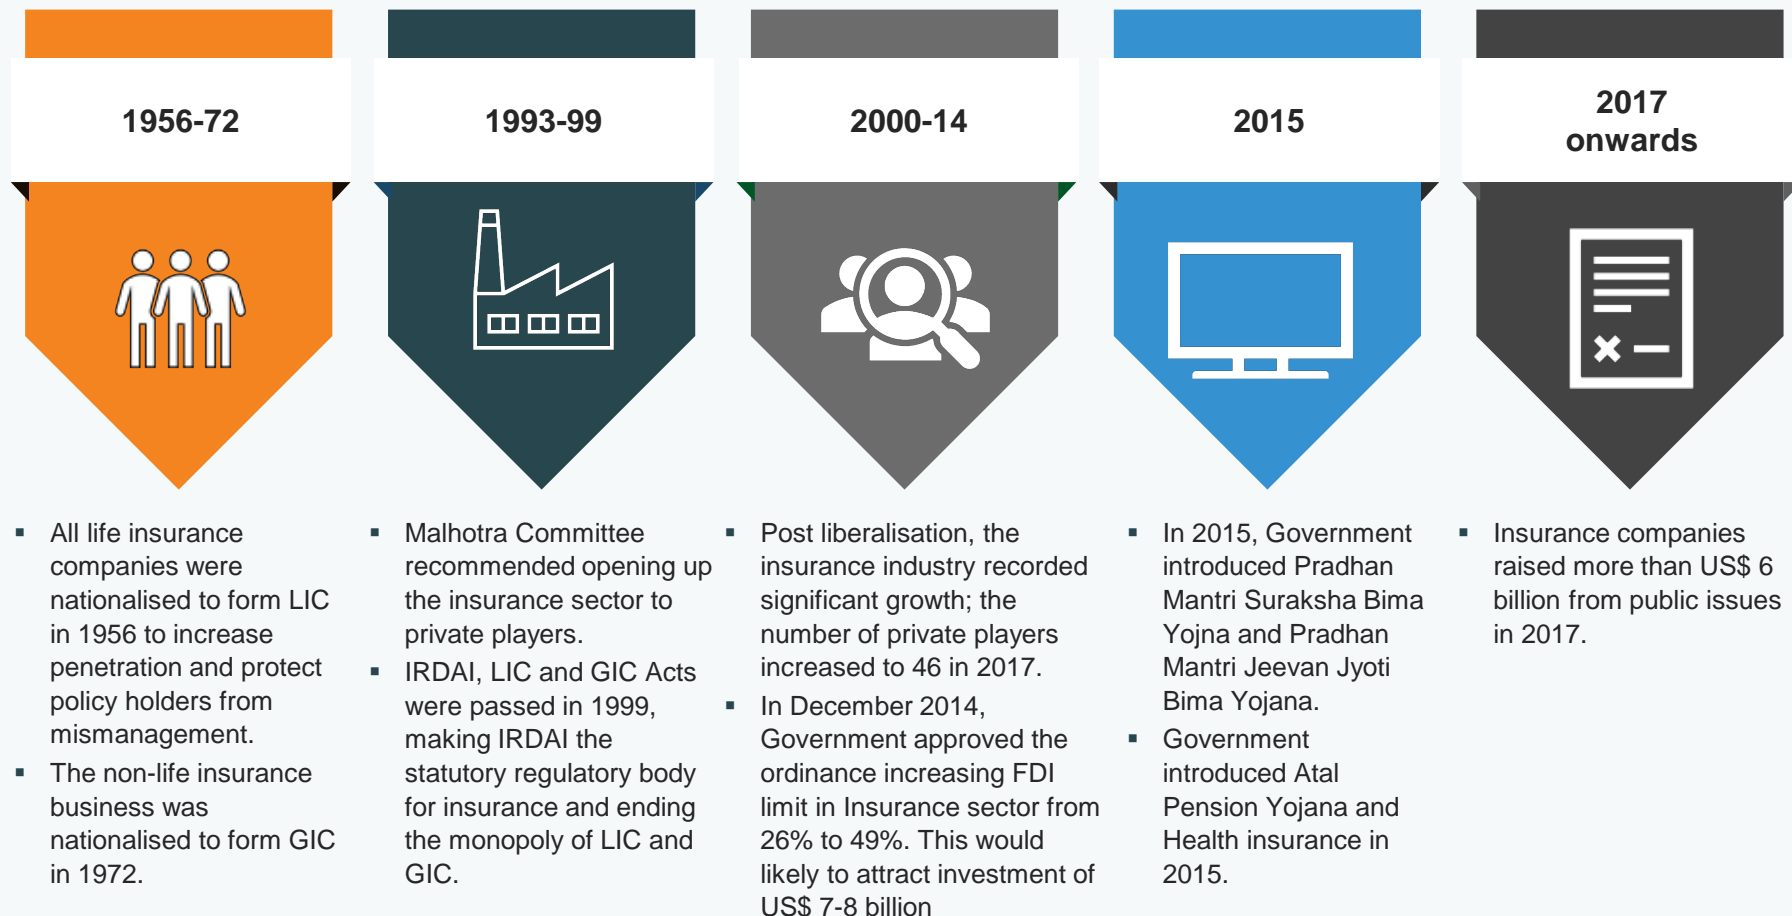 1956-72
1993-99
2000-14
2015
2017
onwards
▪ All life insurance
companies were
nationalised to form LIC
in 1956 to increase
penetration and protect
policy holders from
mismanagement.
▪ The non-life insurance
business was
nationalised to form GIC
in 1972.
▪ Malhotra Committee
recommended opening up
the insurance sector to
private players.
▪ IRDAI, LIC and GIC Acts
were passed in 1999,
making IRDAI the
statutory regulatory body
for insurance and ending
the monopoly of LIC and
GIC.
▪ Post liberalisation, the
insurance industry recorded
significant growth; the
number of private players
increased to 46 in 2017.
▪ In December 2014,
Government approved the
ordinance increasing FDI
limit in Insurance sector from
26% to 49%. This would
likely to attract investment of
US$ 7-8 billion
▪ In 2015, Government
introduced Pradhan
Mantri Suraksha Bima
Yojna and Pradhan
Mantri Jeevan Jyoti
Bima Yojana.
▪ Government
introduced Atal
Pension Yojana and
Health insurance in
2015.
▪ Insurance companies
raised more than US$ 6
billion from public issues
in 2017.